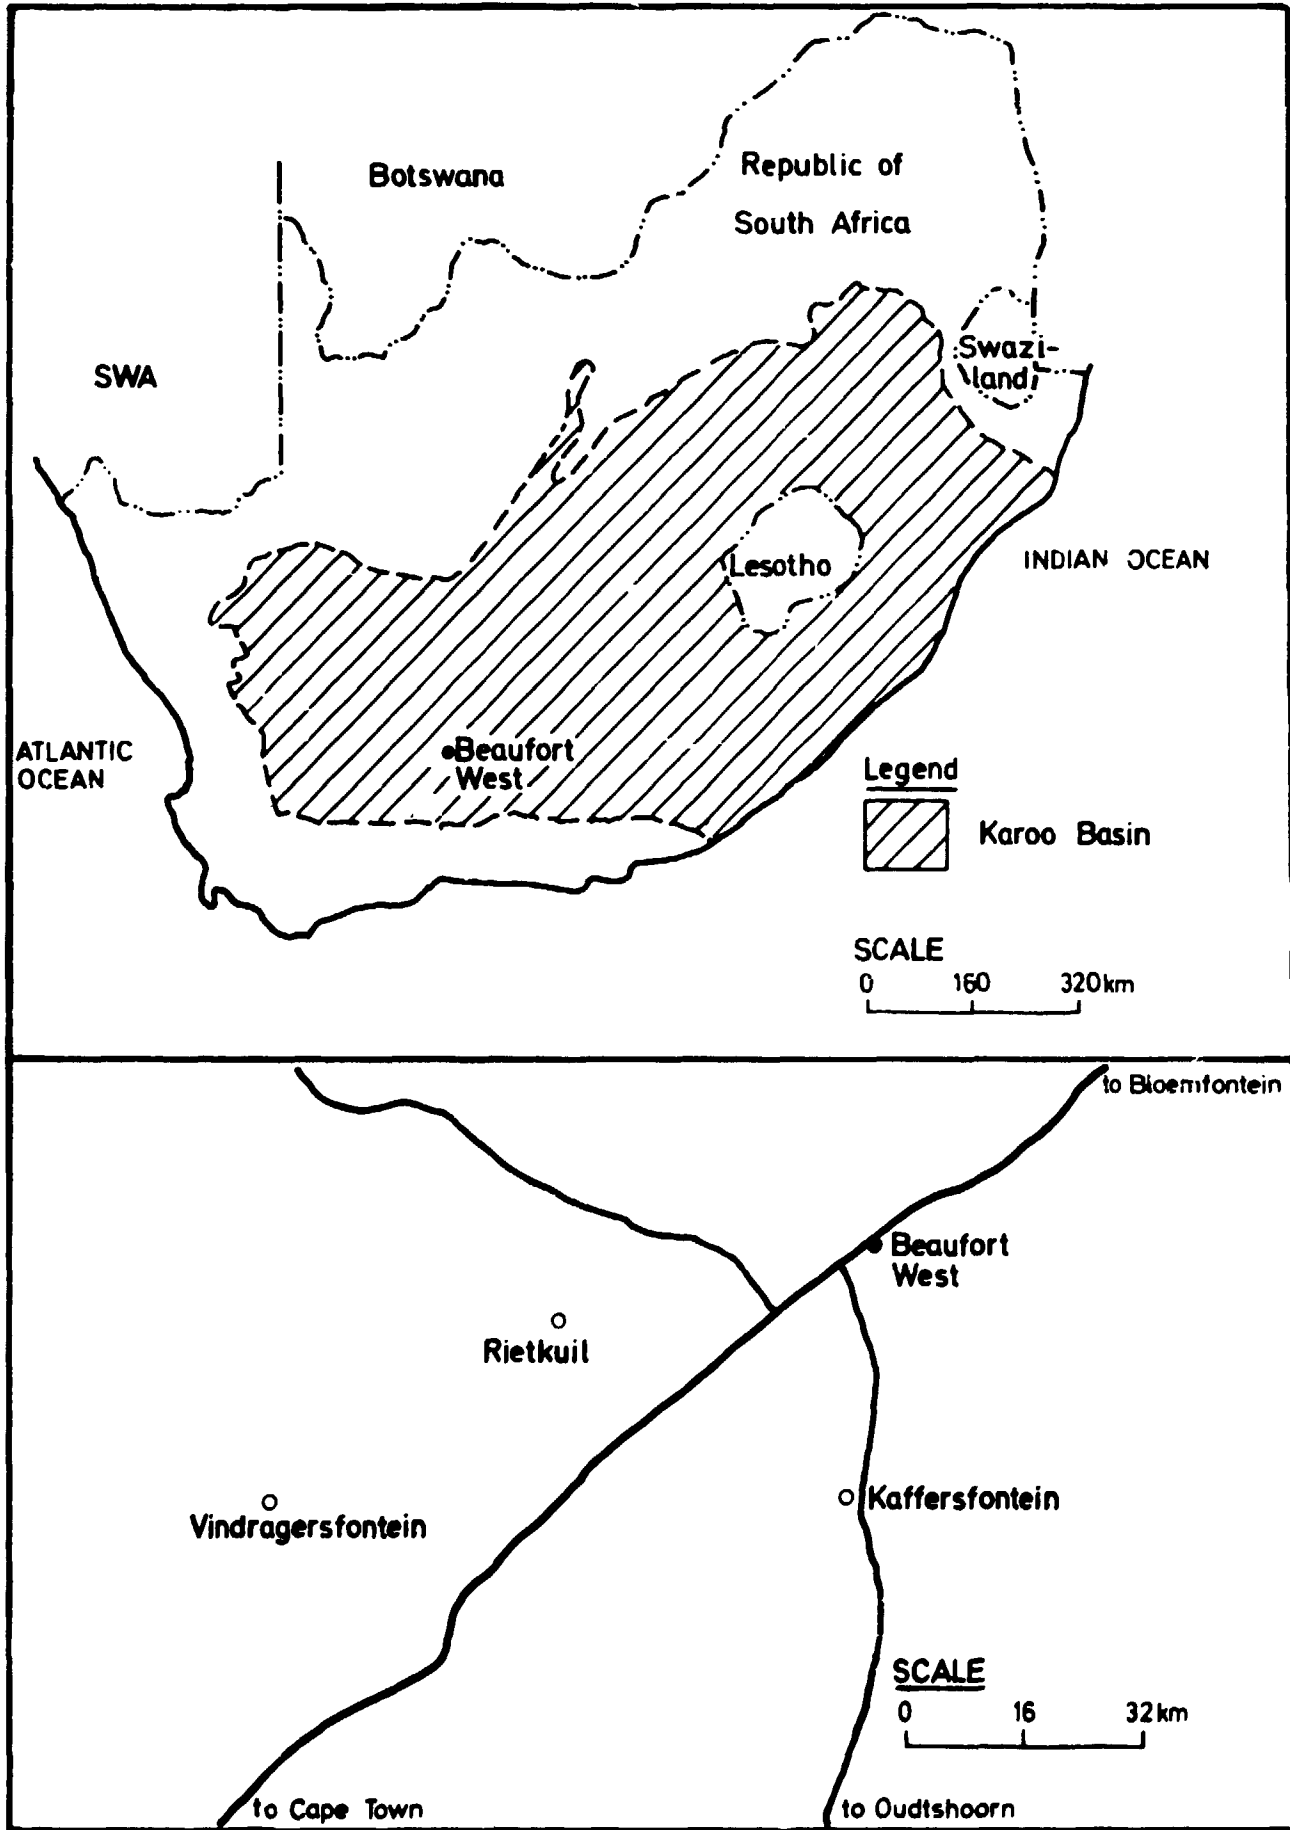 Botswana
Republic of
South Africa
SWA
Swazi-
land
Lesotho
INDIAN OCEAN
ATLANTIC
OCEAN
Beaufort
West
Legend
Karoo Basin
SCALE
0 160 320km
to Bloemfontein
Beaufort
West
Rietkuil
Kaffersfontein
Vindragersfontein
SCALE
0 16 32km
to Cape Town
to Oudtshoorn